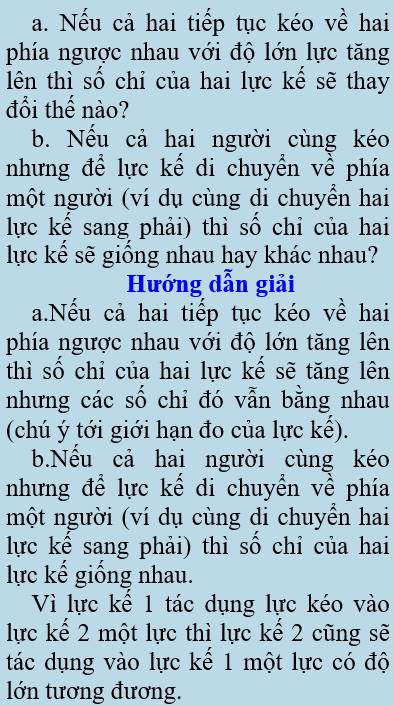 a. Nếu cả hai tiếp tục kéo về hai
phía ngược nhau với độ lớn lực tăng
lên thì số chỉ của hai lực kế sẽ thay
đổi thế nào?
b. Nếu cả hai người cùng kéo
nhưng để lực kế di chuyển về phía
một người (ví dụ cùng di chuyển hai
lực kế sang phải) thì số chỉ của hai
lực kế sẽ giống nhau hay khác nhau?
Hướng dẫn giải
a.Nếu cả hai tiếp tục kéo về hai
phía ngược nhau với độ lớn tăng lên
thì số chỉ của hai lực kế sẽ tăng lên
nhưng các số chỉ đó vẫn bằng nhau
(chú ý tới giới hạn đo của lực kế).
b.Nếu cả hai người cùng kéo
nhưng để lực kế di chuyển về phía
một người (ví dụ cùng di chuyển hai
lực kế sang phải) thì số chỉ của hai
lực kế giống nhau.
Vì lực kế 1 tác dụng lực kéo vào
lực kế 2 một lực thì lực kế 2 cũng sẽ
tác dụng vào lực kế 1 một lực có độ
lớn tương đương.